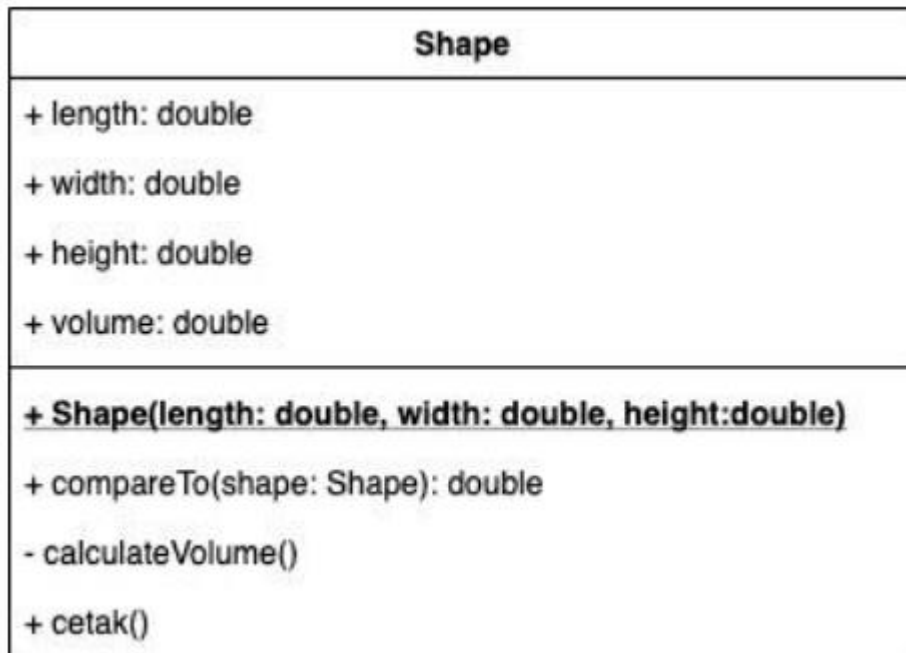 Shape
+ length: double
+ width: double
+ height: double
+ volume: double
+ Shape(length: double, width: double, height:double)
+ compareTo(shape: Shape): double
- calculateVolume()
+ cetak()